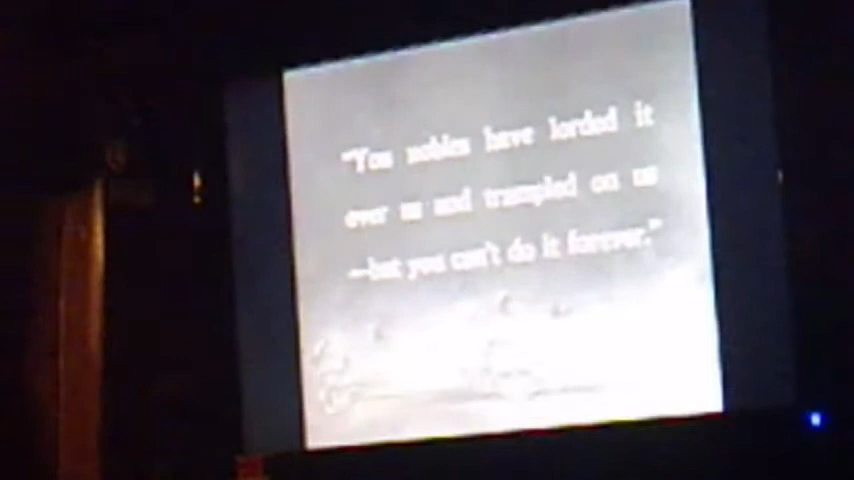 "You nobles have lorded it
over us and trampled on us
—but you can't do it forever."